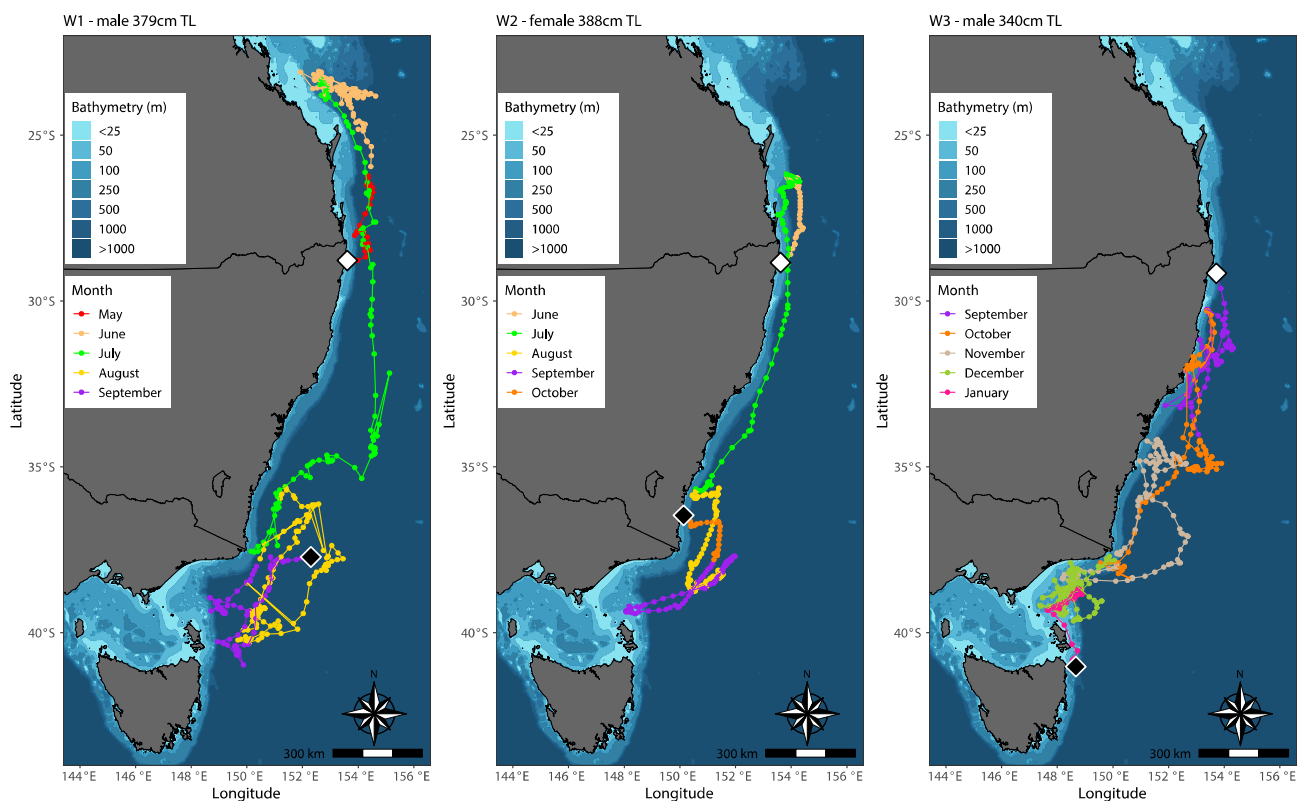 W1 - male 379cm TL
W2 - female 388cm TL
W3 - male 340cm TL
Latitude
25°S
30°S
35°S
40°S
Bathymetry (m)
<25
50
100
250
500
1000
>1000
Month
May
June
July
August
September
N
300 km
144°E
146°E
148°E
150°E
152°E
154°E
156°E
Longitude
Latitude
25°S
30°S
35°S
40°S
Bathymetry (m)
<25
50
100
250
500
1000
>1000
Month
June
July
August
September
October
N
300 km
144°E
146°E
148°E
150°E
152°E
154°E
156°E
Longitude
Latitude
25°S
30°S
35°S
40°S
Bathymetry (m)
<25
50
100
250
500
1000
>1000
Month
September
October
November
December
January
N
300 km
144°E
146°E
148°E
150°E
152°E
154°E
156°E
Longitude